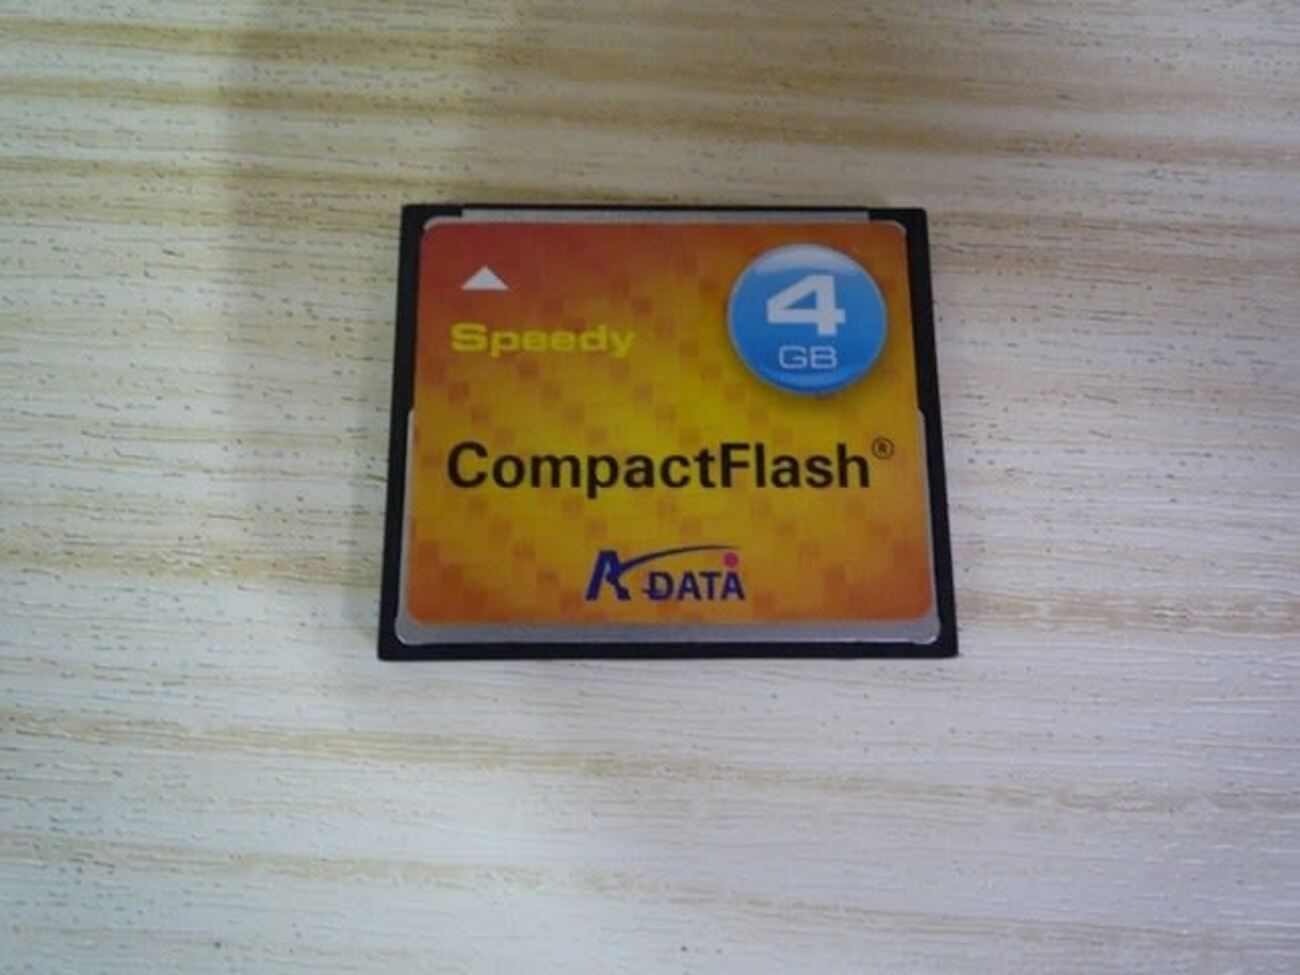 Speedy
4
GB
CompactFlash®
ADATA